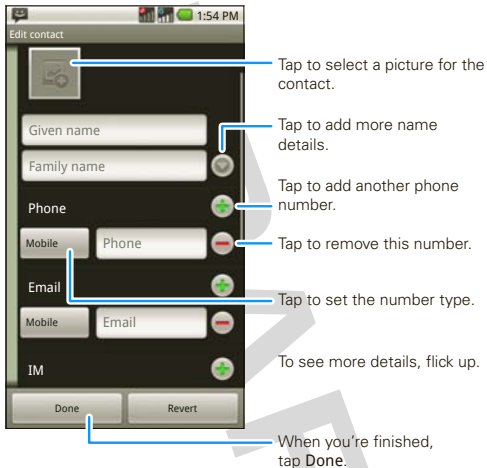 1:54 PM
Edit contact
Tap to select a picture for the
contact.
Given name
Tap to add more name
details.
Family name
Tap to add another phone
number.
Phone
Mobile
Phone
Tap to remove this number.
Email
Tap to set the number type.
Mobile
Email
IM
To see more details, flick up.
Done
Revert
When you're finished,
tap Done.